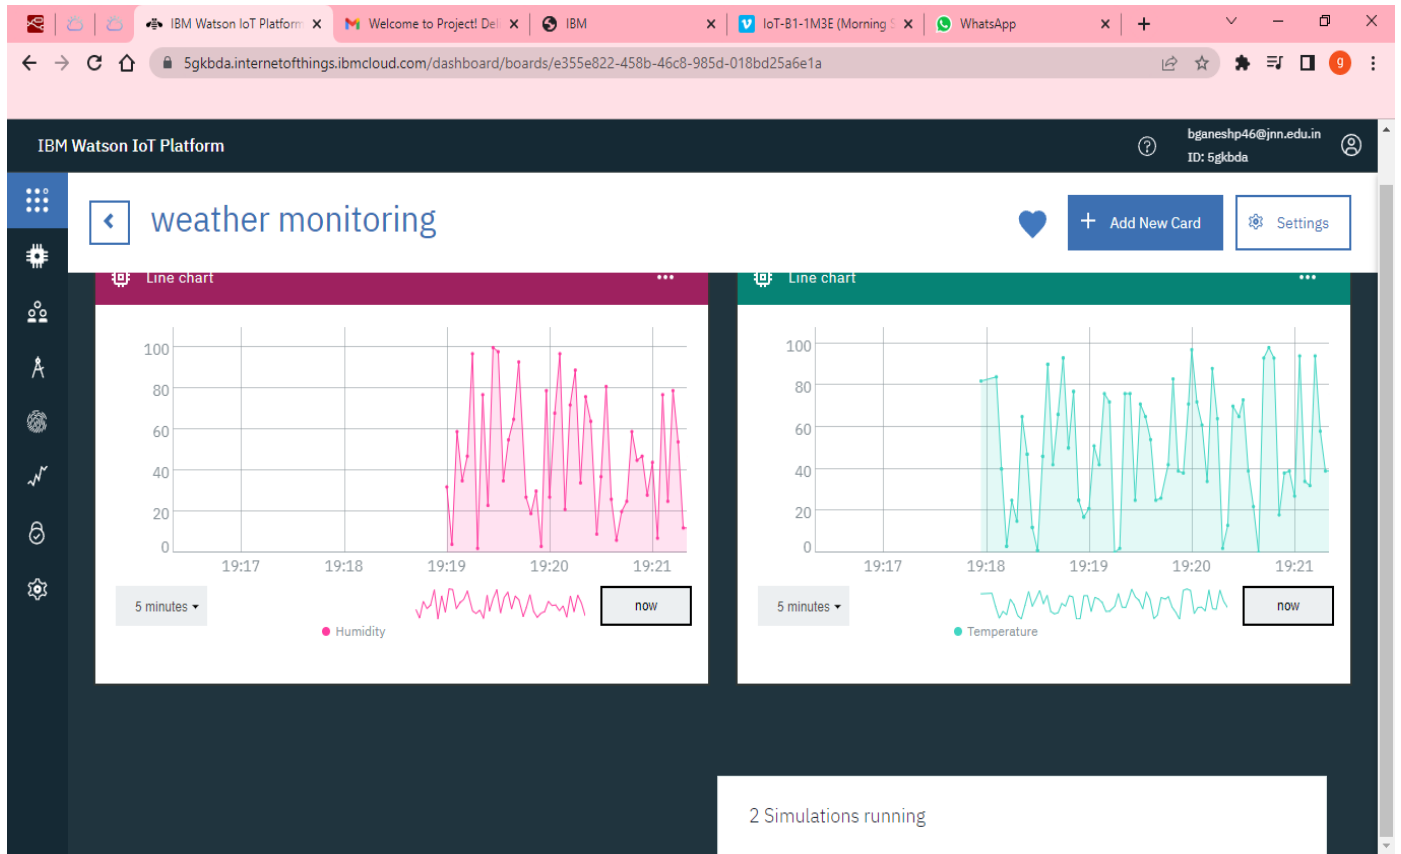 IBM Watson IoT Platform
Welcome to Project! Del
IBM
IoT-B1-1M3E (Morning S
WhatsApp
5gkbda.internetofthings.ibmcloud.com/dashboard/boards/e355e822-458b-46c8-985d-018bd25a6e1a
g
IBM Watson IoT Platform
bganeshp46@jnn.edu.in
ID: 5gkbda
weather monitoring
+ Add New Card
Settings
Line chart
Line chart
100
80
60
40
20
0
19:17
19:18
19:19
19:20
19:21
5 minutes
now
Humidity
100
80
60
40
20
0
19:17
19:18
19:19
19:20
19:21
5 minutes
now
Temperature
2 Simulations running